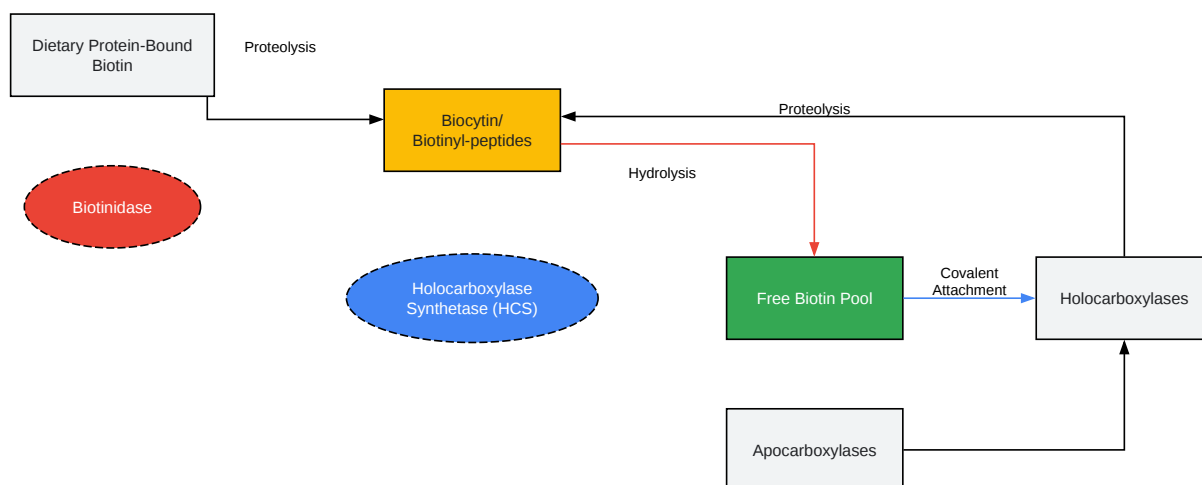 Dietary Protein-Bound
Biotin
Proteolysis
Biocytin/
Biotinyl-peptides
Proteolysis
Hydrolysis
Biotinidase
Holocarboxylase
Synthetase (HCS)
Free Biotin Pool
Covalent
Attachment
Holocarboxylases
Apocarboxylases